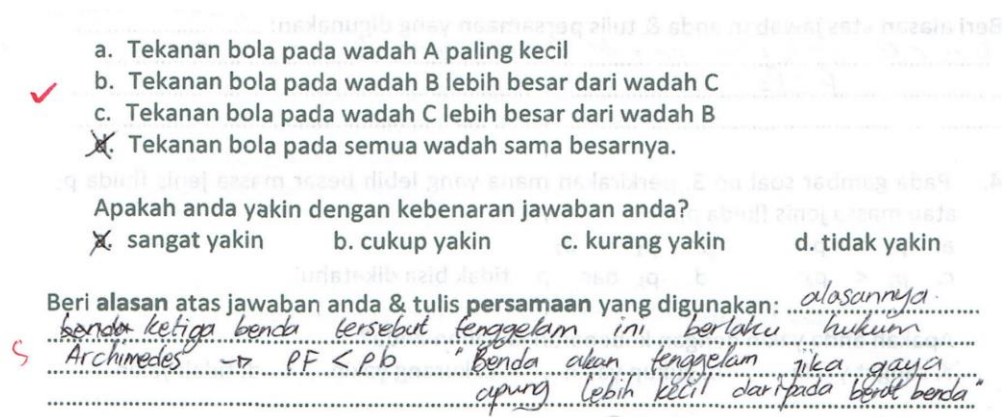 a. Tekanan bola pada wadah A paling kecil
b. Tekanan bola pada wadah B lebih besar dari wadah C
c. Tekanan bola pada wadah C lebih besar dari wadah B
d. Tekanan bola pada semua wadah sama besarnya.
Apakah anda yakin dengan kebenaran jawaban anda?
a. sangat yakin b. cukup yakin c. kurang yakin d. tidak yakin
Beri alasan atas jawaban anda & tulis persamaan yang digunakan: alasannya.
ketiga benda tersebut tenggelam ini berlaku hukum
S Archimedes → ρF < ρb "Benda akan tenggelam jika gaya
apung lebih kecil daripada berat benda"